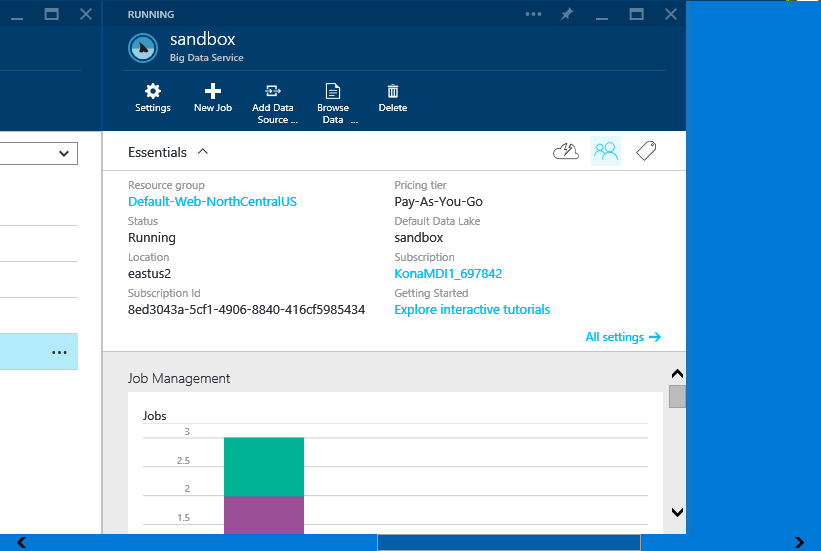 RUNNING
sandbox
Big Data Service
Settings
New Job
Add Data
Source ...
Browse
Data ...
Delete
Essentials
Resource group
Default-Web-NorthCentralUS
Status
Running
Location
eastus2
Subscription Id
8ed3043a-5cf1-4906-8840-416cf5985434
Pricing tier
Pay-As-You-Go
Default Data Lake
sandbox
Subscription
KonaMDI1_697842
Getting Started
Explore interactive tutorials
All settings
Job Management
Jobs
3
2.5
2
1.5